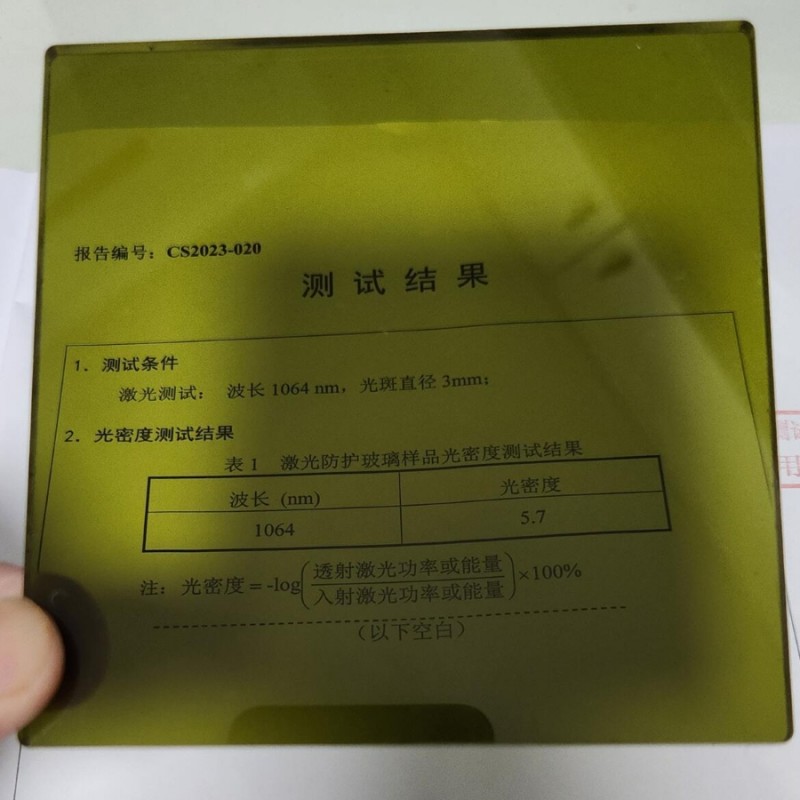 报告编号：CS2023-020
测试结果
1. 测试条件
激光测试： 波长 1064 nm，光斑直径 3mm；
2. 光密度测试结果
表 1 激光防护玻璃样品光密度测试结果
波长 (nm) 光密度
1064 5.7
注：光密度＝-log(透射激光功率或能量
入射激光功率或能量)×100%
（以下空白）
用